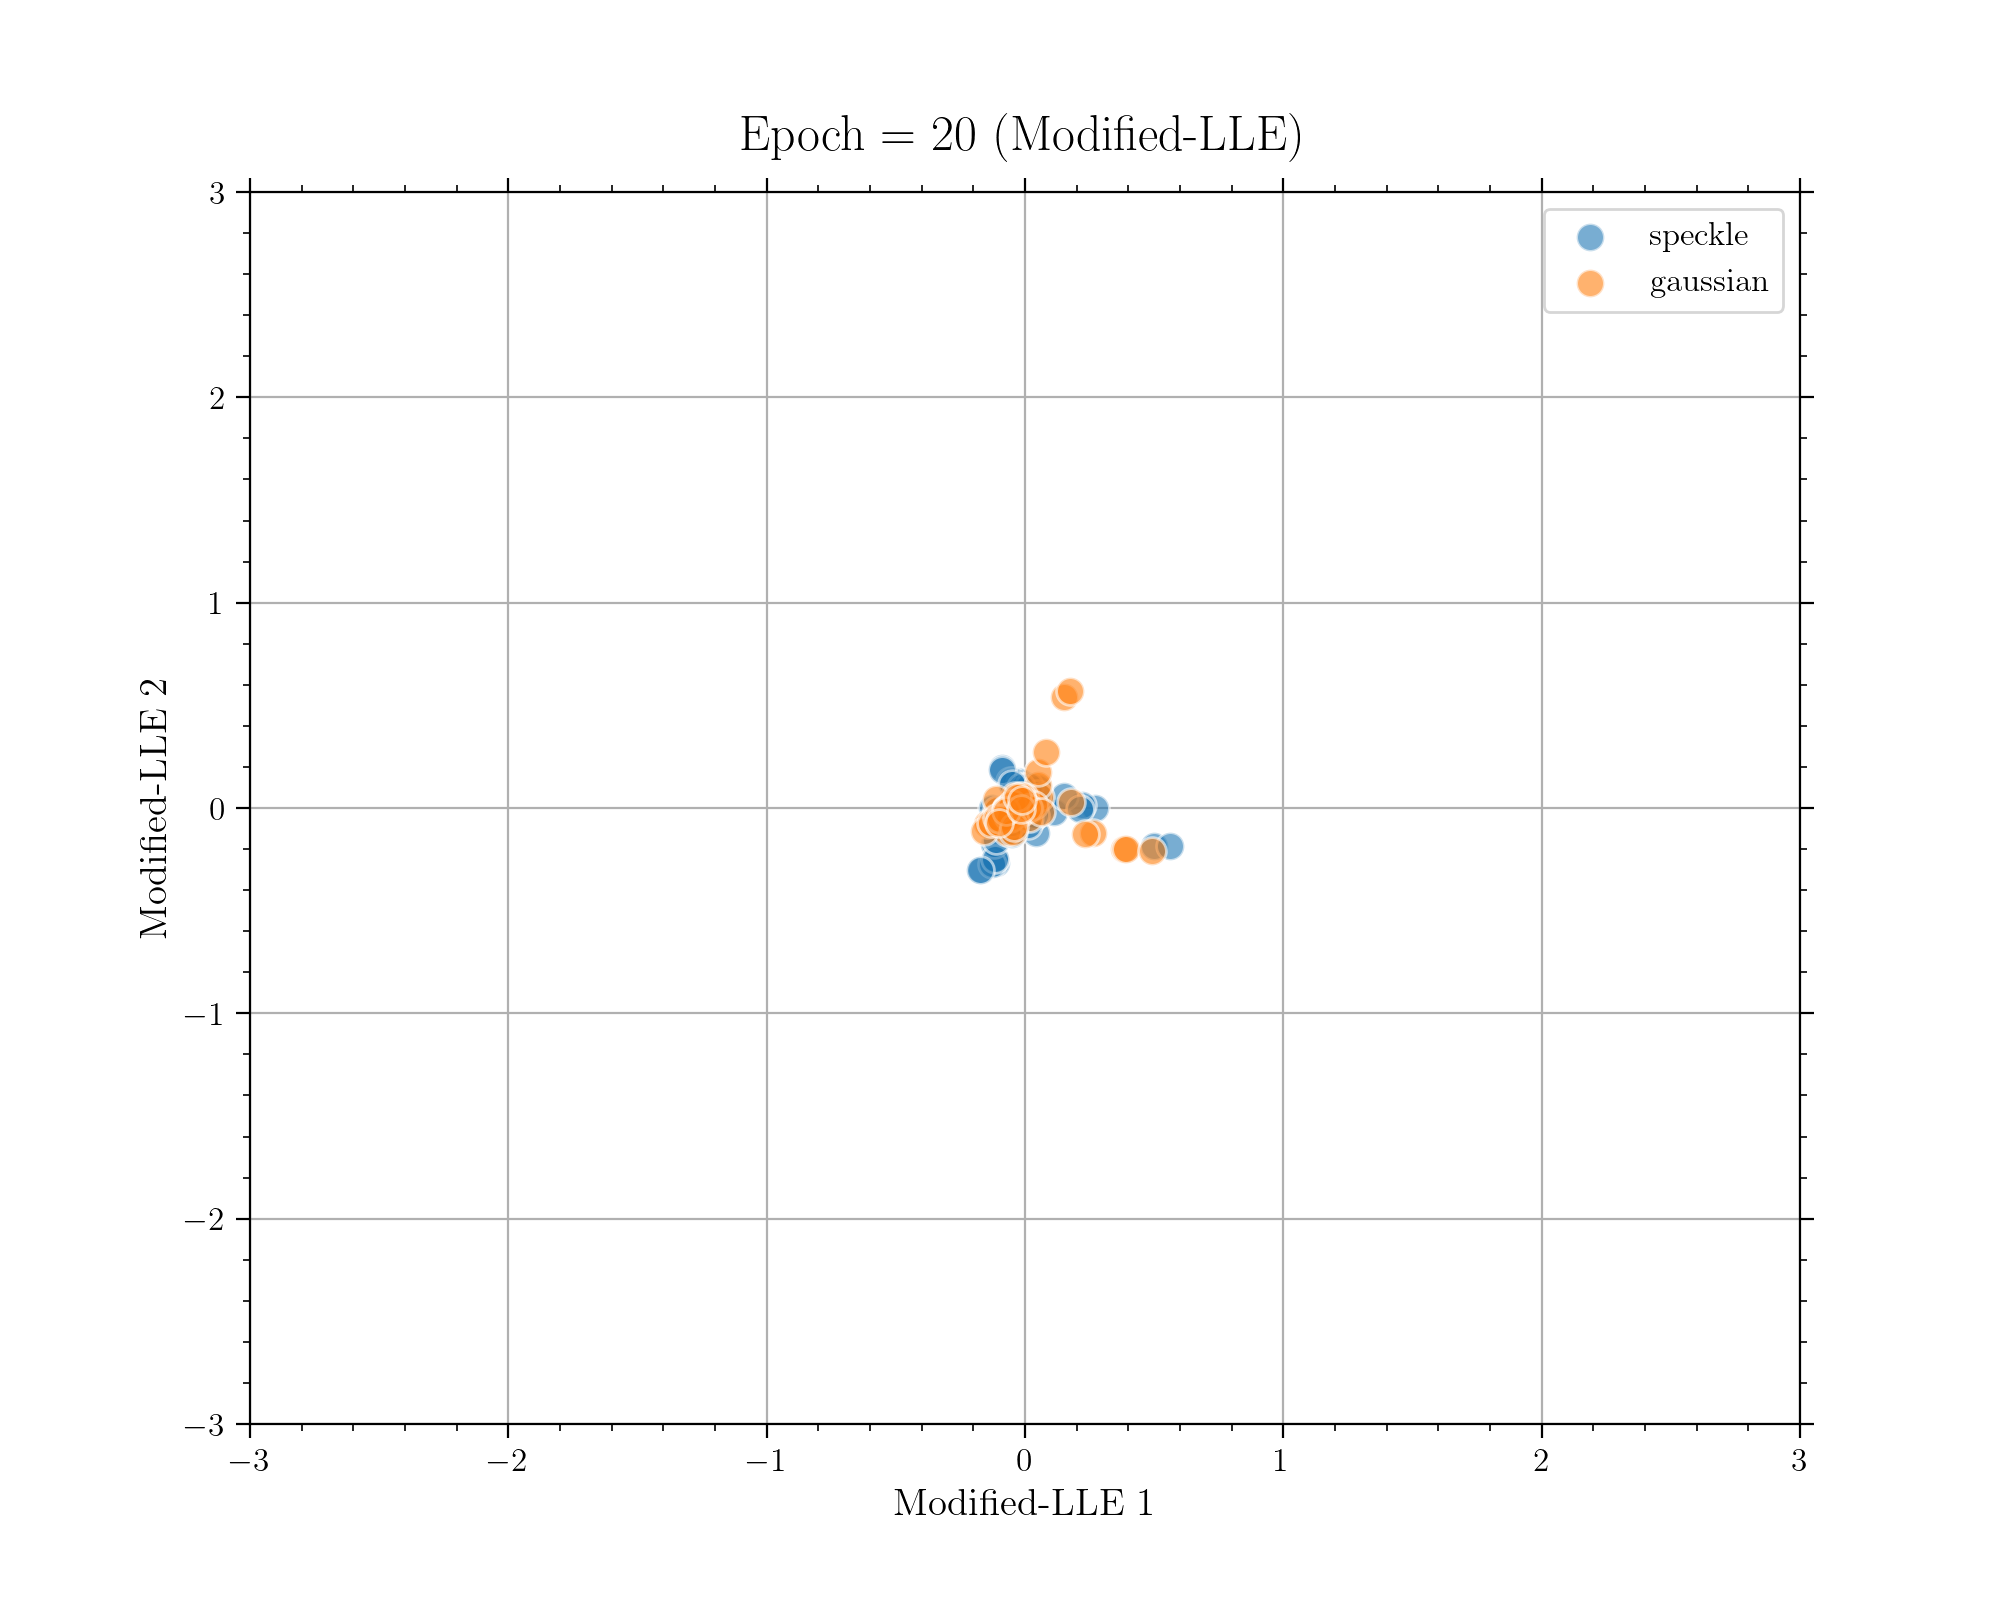 Epoch = 20 (Modified-LLE)
speckle
gaussian
3
2
1
0
−1
−2
−3
Modified-LLE 2
−3
−2
−1
0
1
2
3
Modified-LLE 1